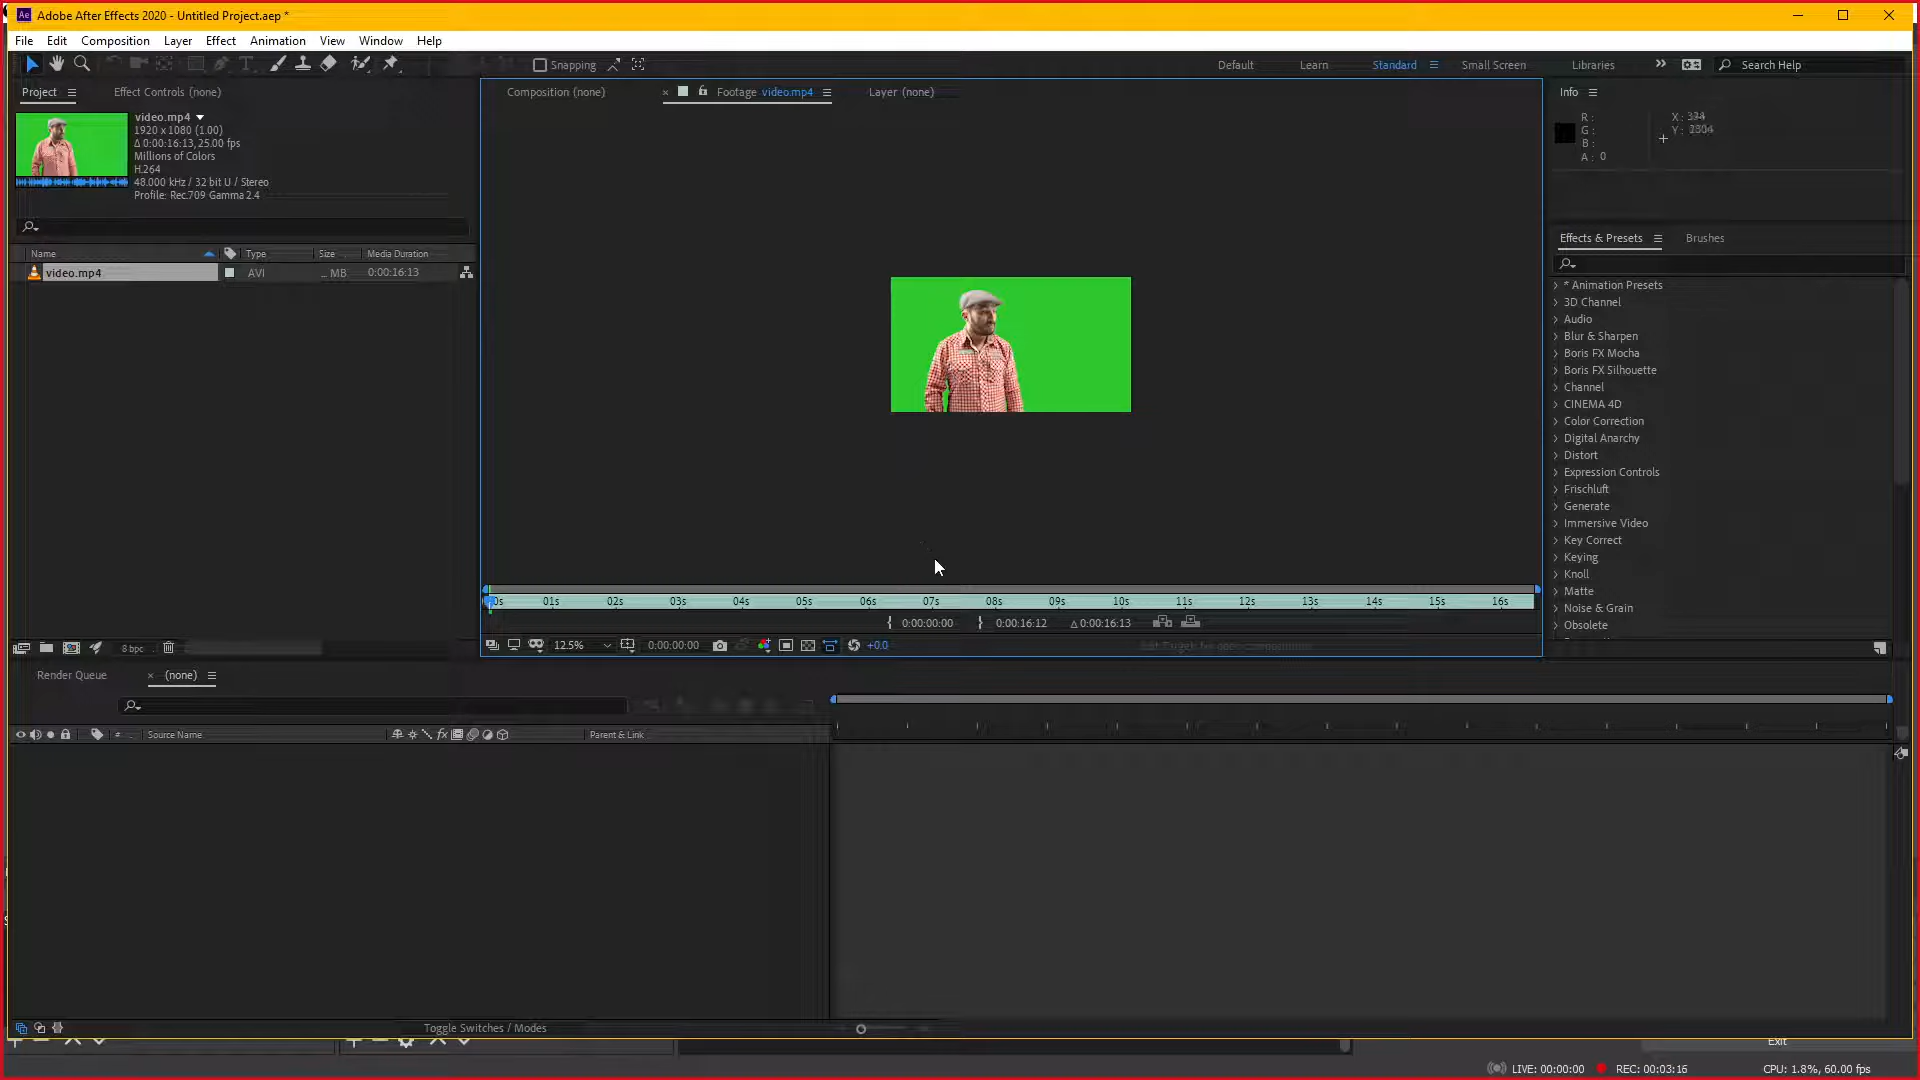 Adobe After Effects 2020 - Untitled Project.aep *
File Edit Composition Layer Effect Animation View Window Help
Snapping Default Learn Standard Small Screen Libraries Search Help
Project Effect Controls (none)
video.mp4
1920 x 1080 (1.00)
Δ 0:00:16:13, 25.00 fps
Millions of Colors
H.264
48.000 kHz / 32 bit U / Stereo
Profile: Rec.709 Gamma 2.4
Name Type Size Media Duration
video.mp4 AVI ... MB 0:00:16:13
8 bpc
Composition (none) Footage video.mp4 Layer (none)
00s 01s 02s 03s 04s 05s 06s 07s 08s 09s 10s 11s 12s 13s 14s 15s 16s
0:00:00:00 0:00:16:12 Δ 0:00:16:13
12.5% 0:00:00:00 +0.0
Info
R :
G :
B :
A : 0
X :
Y :
Effects & Presets Brushes
* Animation Presets
3D Channel
Audio
Blur & Sharpen
Boris FX Mocha
Boris FX Silhouette
Channel
CINEMA 4D
Color Correction
Digital Anarchy
Distort
Expression Controls
Frischluft
Generate
Immersive Video
Key Correct
Keying
Knoll
Matte
Noise & Grain
Obsolete
Render Queue (none)
# Source Name fx Parent & Link
Toggle Switches / Modes
Exit
LIVE: 00:00:00 REC: 00:03:16 CPU: 1.8%, 60.00 fps